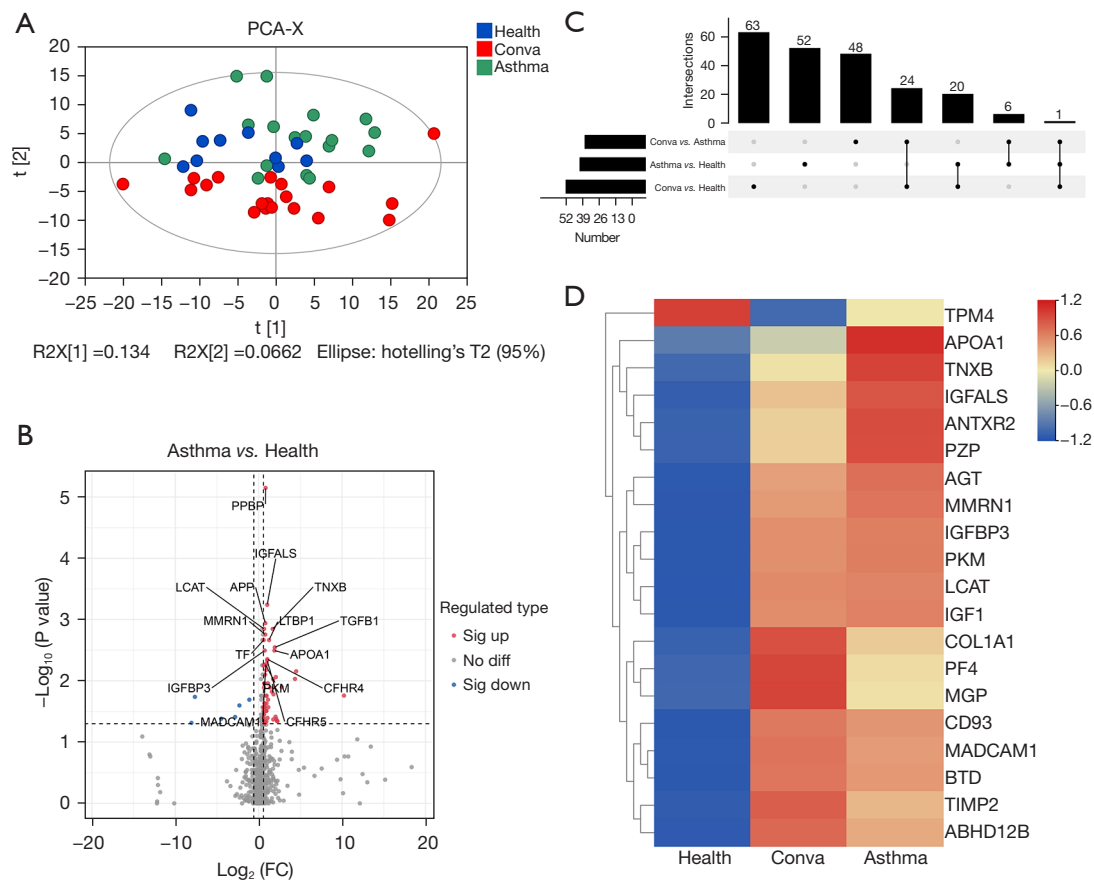 A
PCA-X
Health
Conva
Asthma
20
15
10
5
0
−5
−10
−15
−20
t [2]
−25 −20 −15 −10 −5 0 5 10 15 20 25
t [1]
R2X[1] =0.134 R2X[2] =0.0662 Ellipse: hotelling's T2 (95%)
B
Asthma vs. Health
PPBP
IGFALS
LCAT APP TNXB
MMRN1 LTBP1 TGFB1
TF APOA1
IGFBP3 PKM CFHR4
MADCAM1 CFHR5
5
4
3
2
1
0
−Log10 (P value)
−20 −10 0 10 20
Log2 (FC)
Regulated type
Sig up
No diff
Sig down
C
63 52 48 24 20 6 1
60
40
20
0
Intersections
Conva vs. Asthma
Asthma vs. Health
Conva vs. Health
52 39 26 13 0
Number
D
TPM4
APOA1
TNXB
IGFALS
ANTXR2
PZP
AGT
MMRN1
IGFBP3
PKM
LCAT
IGF1
COL1A1
PF4
MGP
CD93
MADCAM1
BTD
TIMP2
ABHD12B
Health Conva Asthma
1.2
0.6
0.0
−0.6
−1.2